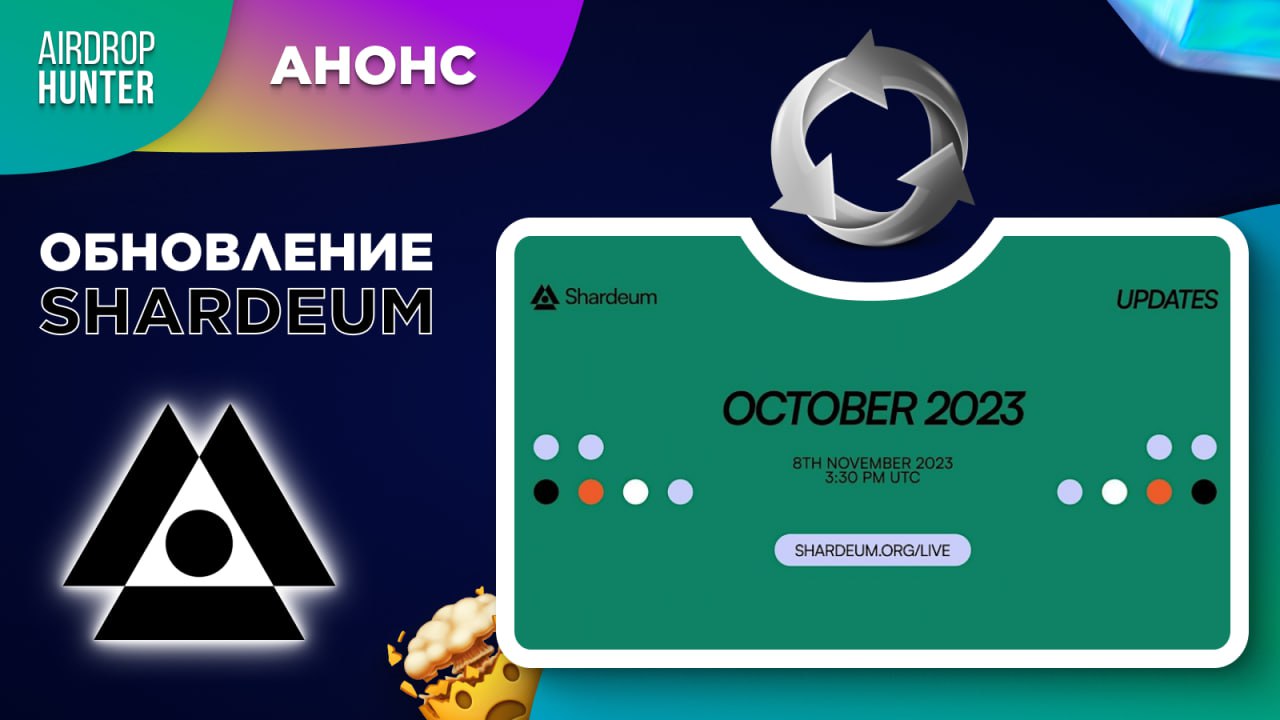 AIRDROP
HUNTER
АНОНС
ОБНОВЛЕНИЕ
SHARDEUM
Shardeum
UPDATES
OCTOBER 2023
8TH NOVEMBER 2023
3:30 PM UTC
SHARDEUM.ORG/LIVE